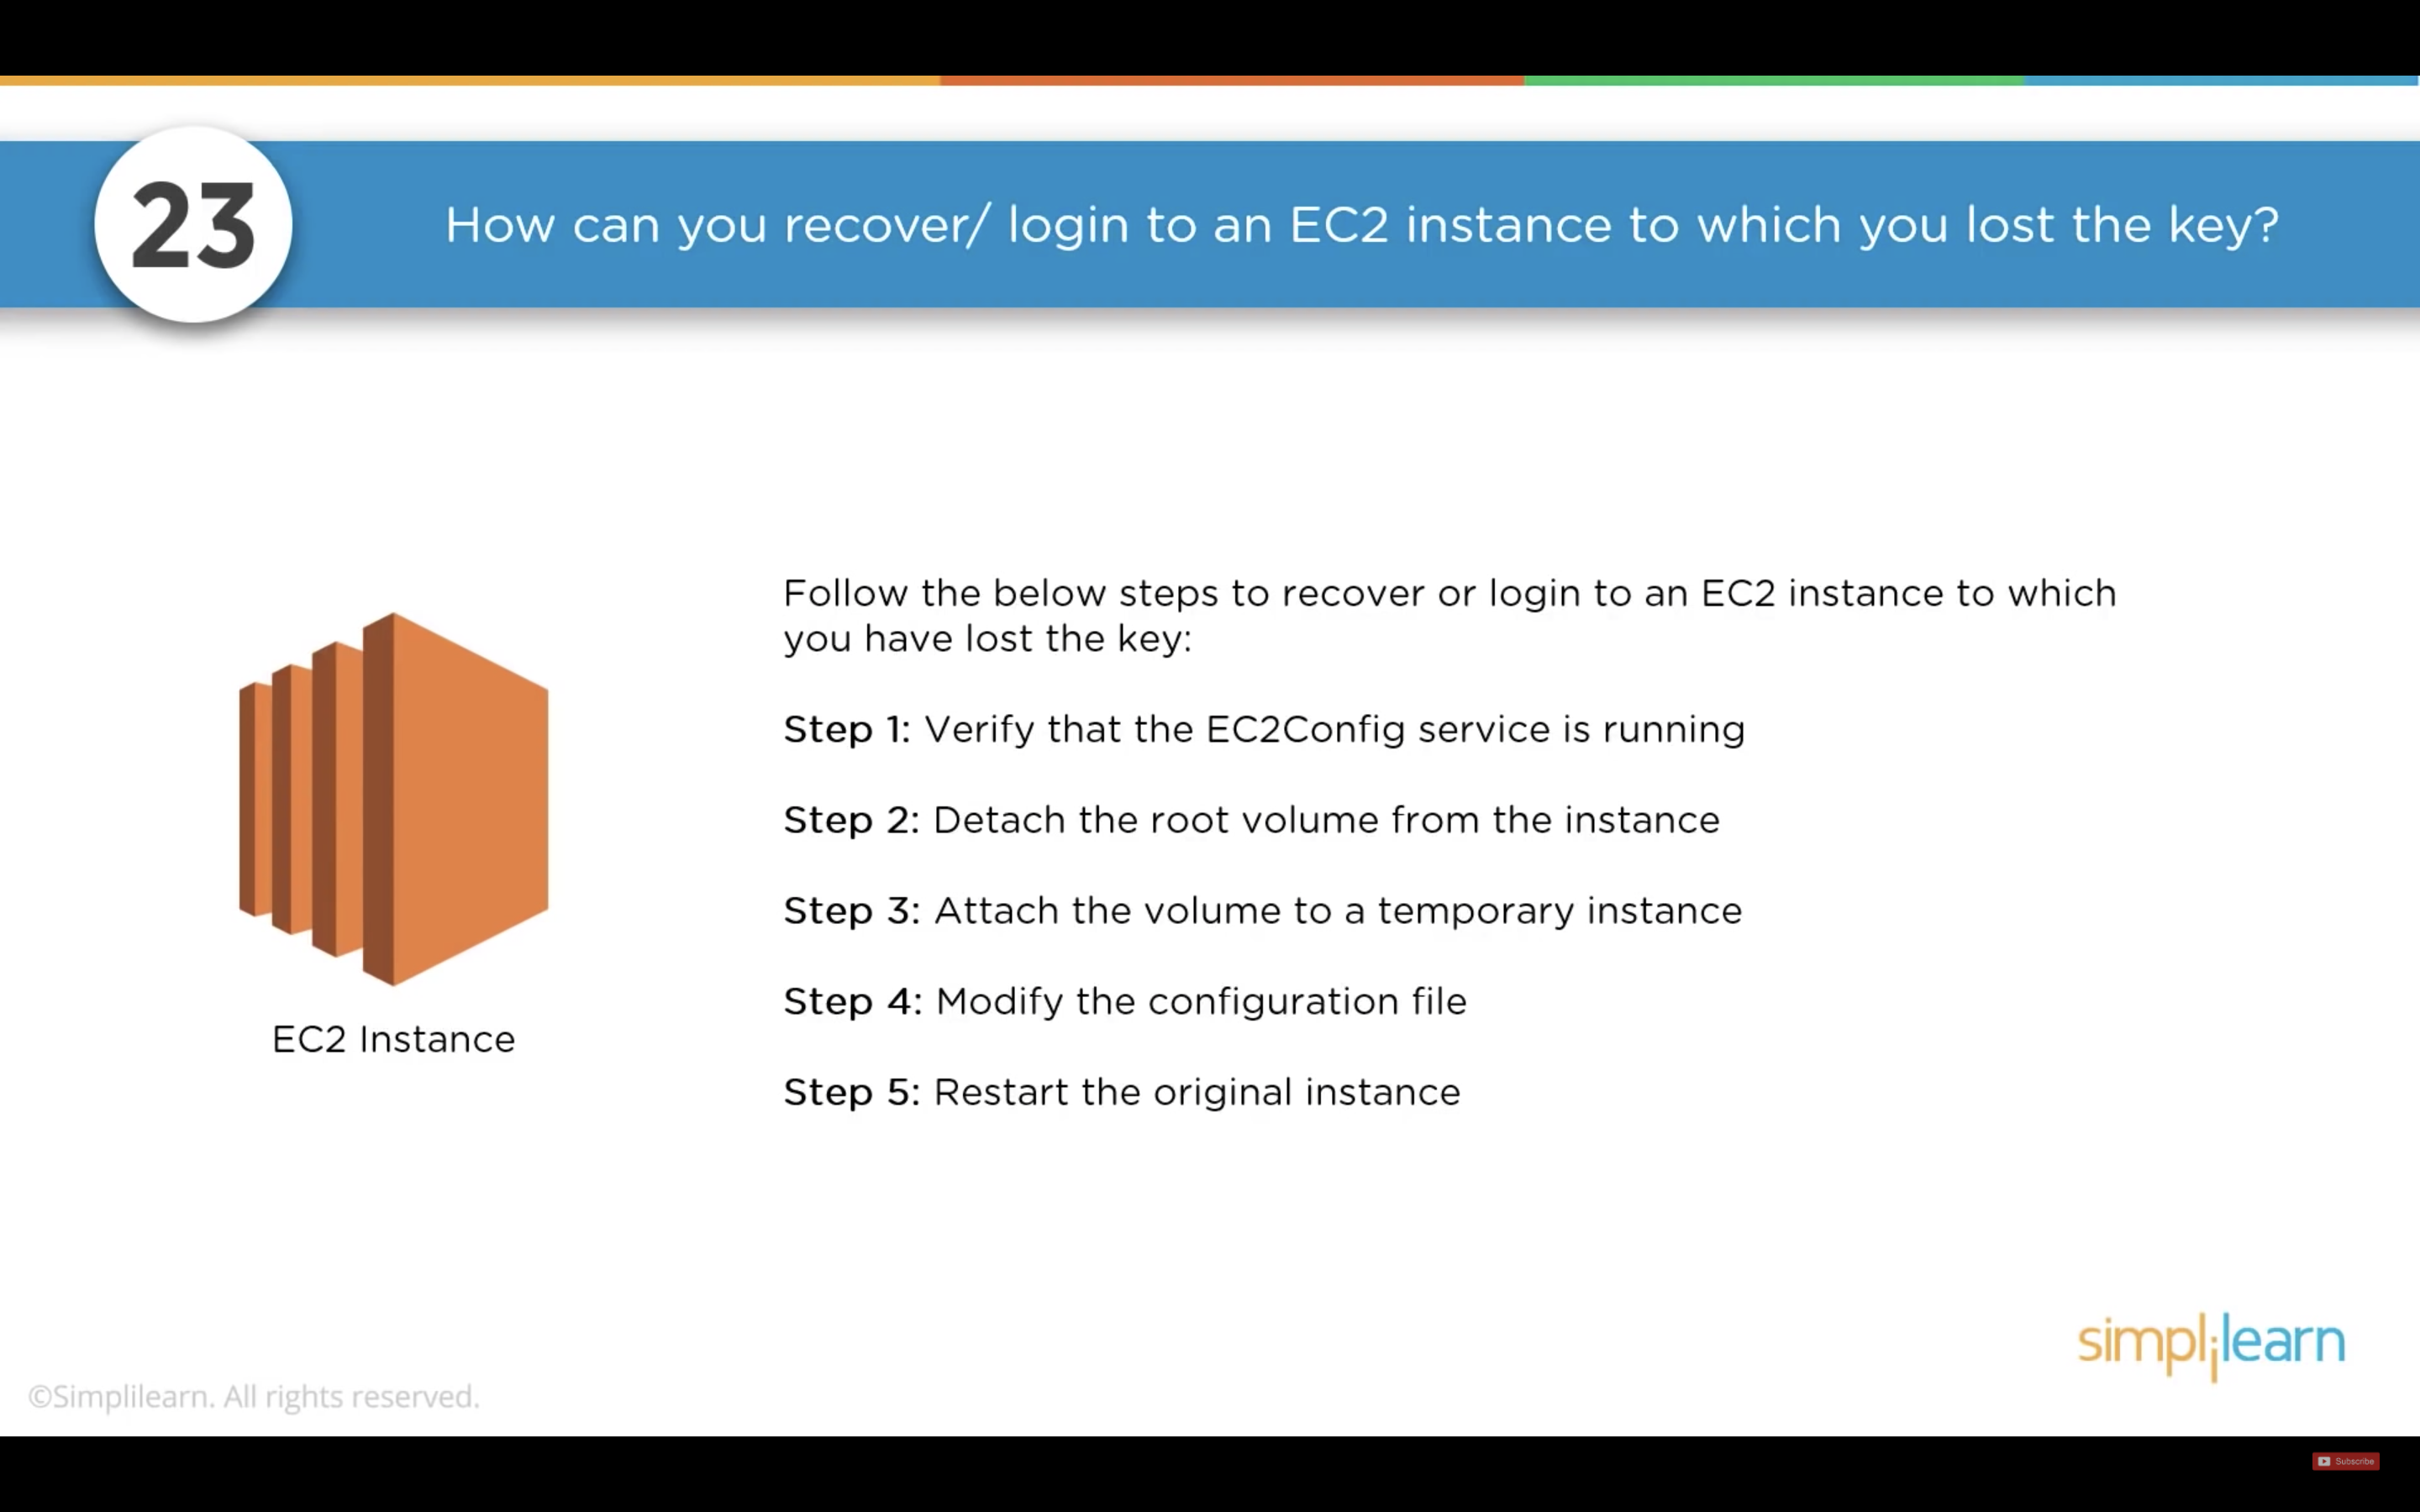 23
How can you recover/ login to an EC2 instance to which you lost the key?
Follow the below steps to recover or login to an EC2 instance to which
you have lost the key:
Step 1: Verify that the EC2Config service is running
Step 2: Detach the root volume from the instance
Step 3: Attach the volume to a temporary instance
Step 4: Modify the configuration file
Step 5: Restart the original instance
EC2 Instance
simplilearn
©Simplilearn. All rights reserved.
Subscribe